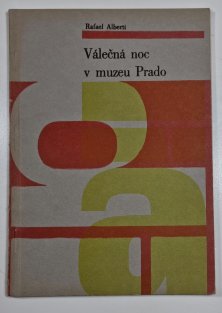 Rafael Alberti
Válečná noc
v muzeu Prado